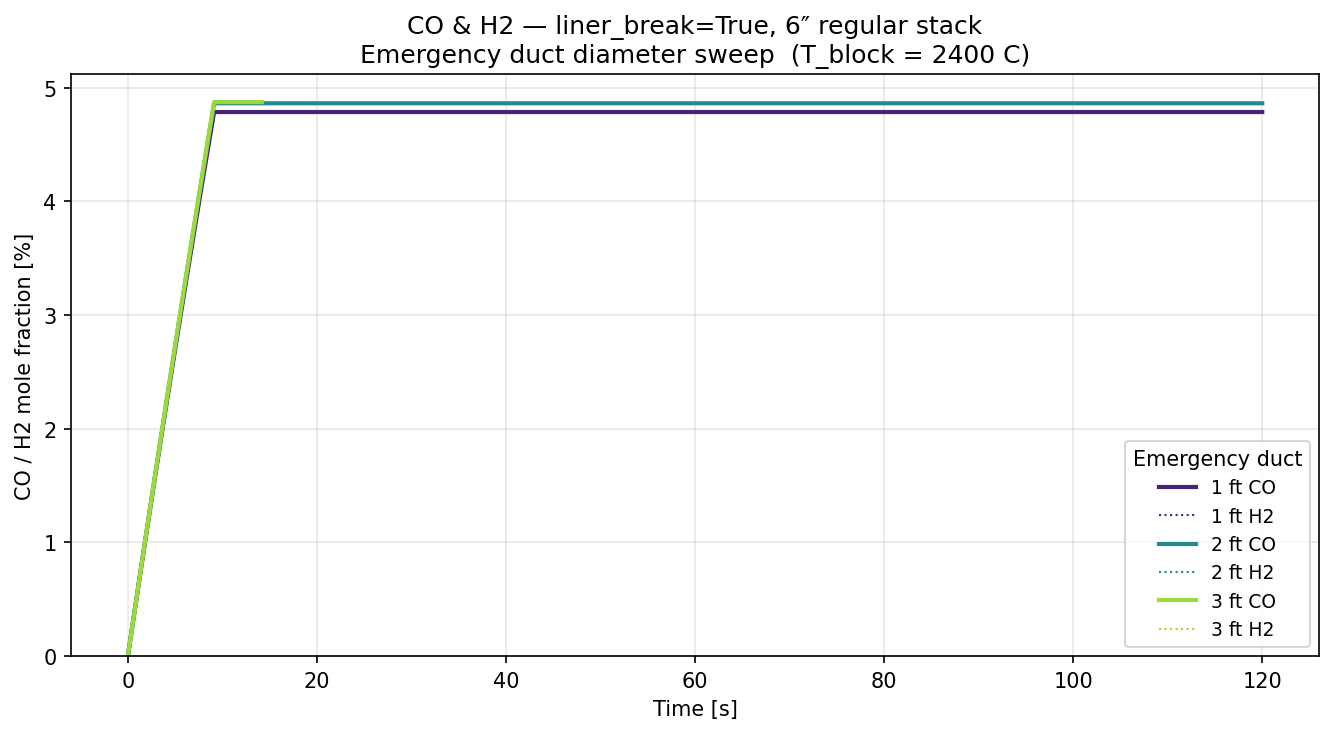 CO & H2 — liner_break=True, 6″ regular stack
Emergency duct diameter sweep (T_block = 2400 C)
CO / H2 mole fraction [%]
5
4
3
2
1
0
0 20 40 60 80 100 120
Time [s]
Emergency duct
1 ft CO
1 ft H2
2 ft CO
2 ft H2
3 ft CO
3 ft H2